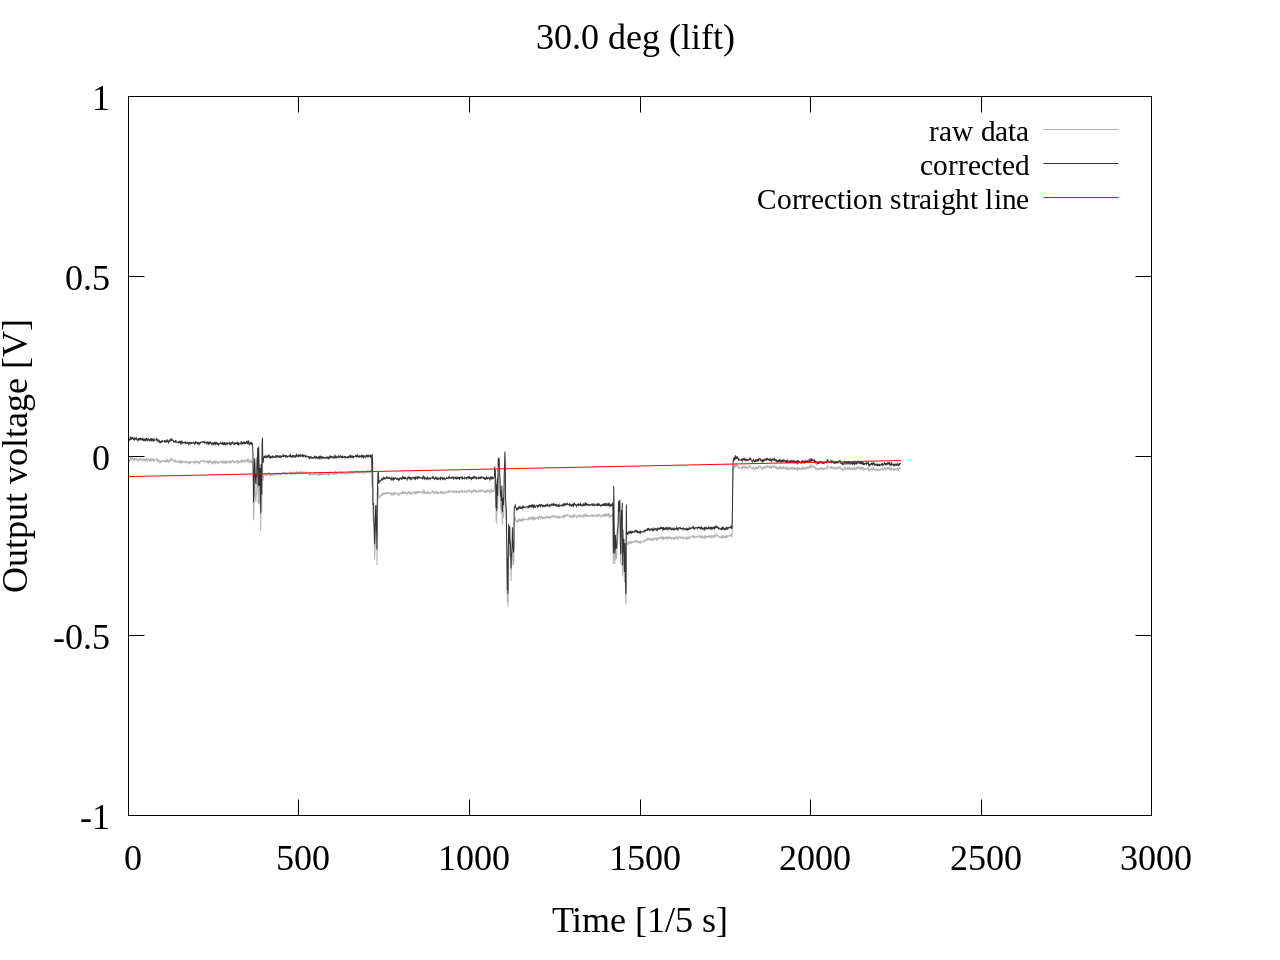 30.0 deg (lift)
1
0.5
0
-0.5
-1
Output voltage [V]
raw data
corrected
Correction straight line
0 500 1000 1500 2000 2500 3000
Time [1/5 s]